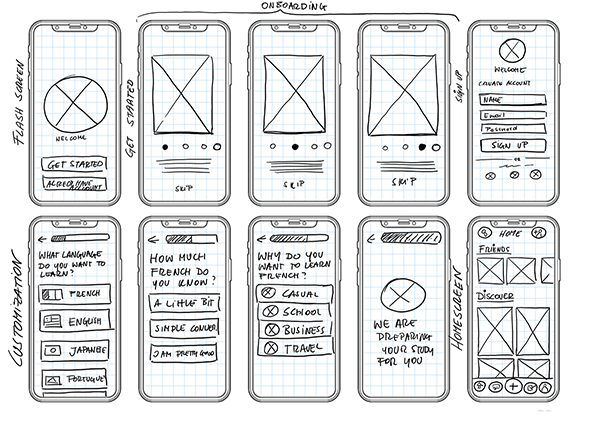 ONBOARDING
FLASH SCREEN
WELCOME
GET STARTED
ALREADY HAVE
ACCOUNT
GET STARTED
SKIP
SKIP
SKIP
SIGN UP
WELCOME
CREATE ACCOUNT
NAME
Email
Password
SIGN UP
OR
CUSTOMIZATION
WHAT LANGUAGE
DO YOU WANT TO
LEARN?
FRENCH
ENGLISH
JAPANESE
PORTUGUE
HOW MUCH
FRENCH DO
YOU KNOW?
A LITTLE BIT
SIMPLE CONVER
I AM PRETTY GOOD
WHY DO YOU
WANT TO LEARN
FRENCH?
CASUAL
SCHOOL
BUSINESS
TRAVEL
WE ARE
PREPARING
YOUR STUDY
FOR YOU
HOMESCREEN
HOME
FRIENDS
DISCOVER